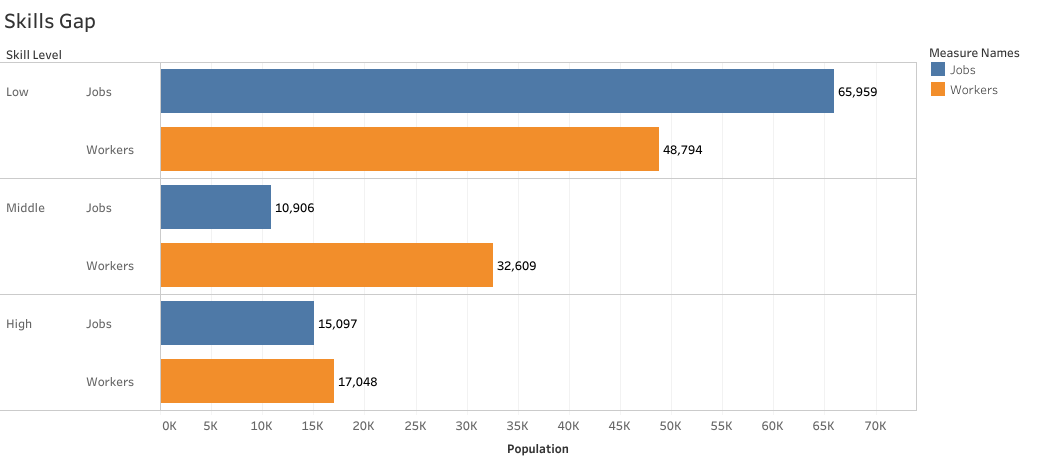 Skills Gap
Skill Level
Measure Names
Jobs
Workers
Low Jobs 65,959
Workers 48,794
Middle Jobs 10,906
Workers 32,609
High Jobs 15,097
Workers 17,048
0K 5K 10K 15K 20K 25K 30K 35K 40K 45K 50K 55K 60K 65K 70K
Population